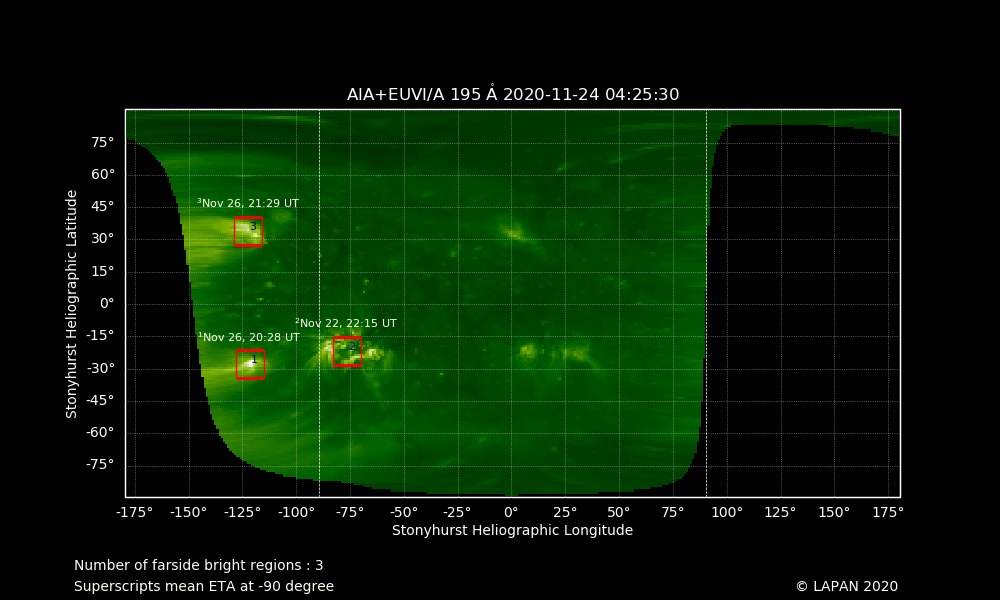 AIA+EUVI/A 195 Å 2020-11-24 04:25:30
Stonyhurst Heliographic Latitude
75°
60°
45°
30°
15°
0°
-15°
-30°
-45°
-60°
-75°
³Nov 26, 21:29 UT
3
²Nov 22, 22:15 UT
2
¹Nov 26, 20:28 UT
1
-175° -150° -125° -100° -75° -50° -25° 0° 25° 50° 75° 100° 125° 150° 175°
Stonyhurst Heliographic Longitude
Number of farside bright regions : 3
Superscripts mean ETA at -90 degree
© LAPAN 2020